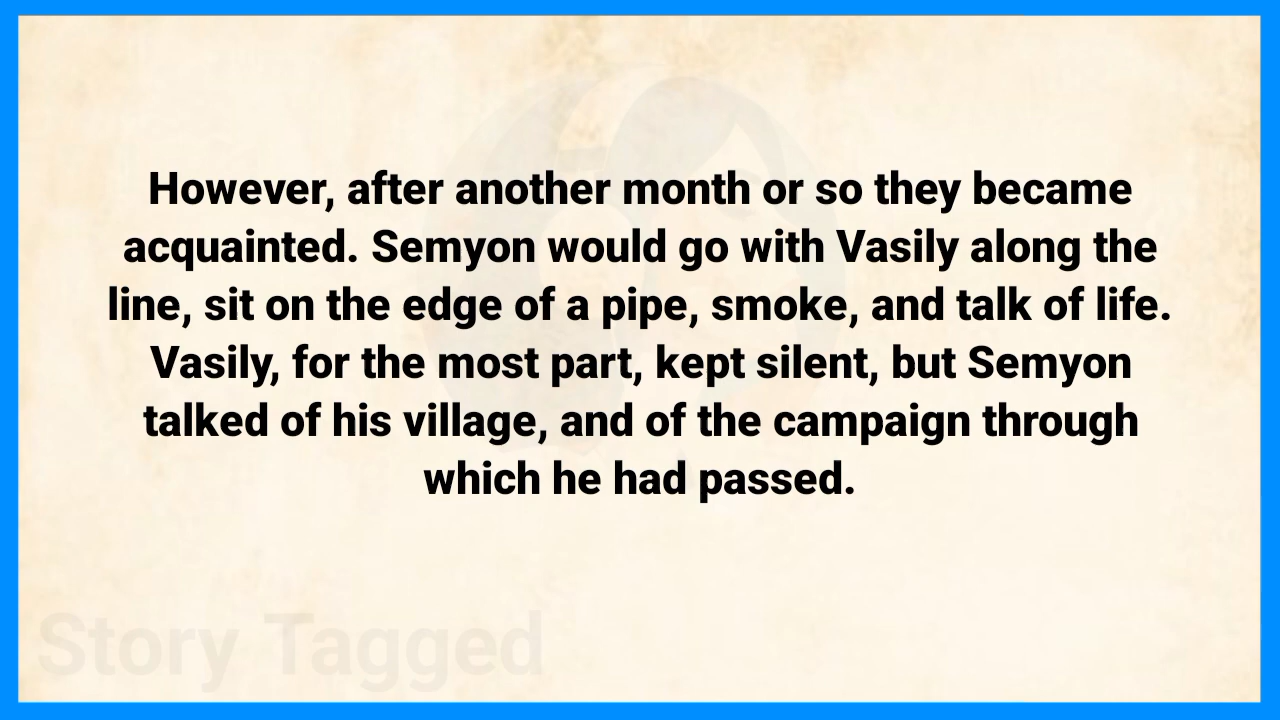 However, after another month or so they became
acquainted. Semyon would go with Vasily along the
line, sit on the edge of a pipe, smoke, and talk of life.
Vasily, for the most part, kept silent, but Semyon
talked of his village, and of the campaign through
which he had passed.
Story Tagged